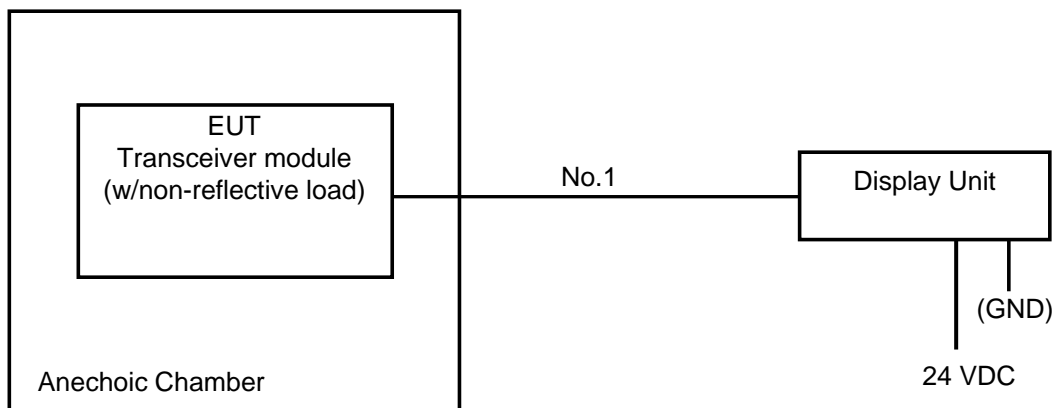 EUT
Transceiver module
(w/non-reflective load)
No.1
Display Unit
(GND)
24 VDC
Anechoic Chamber